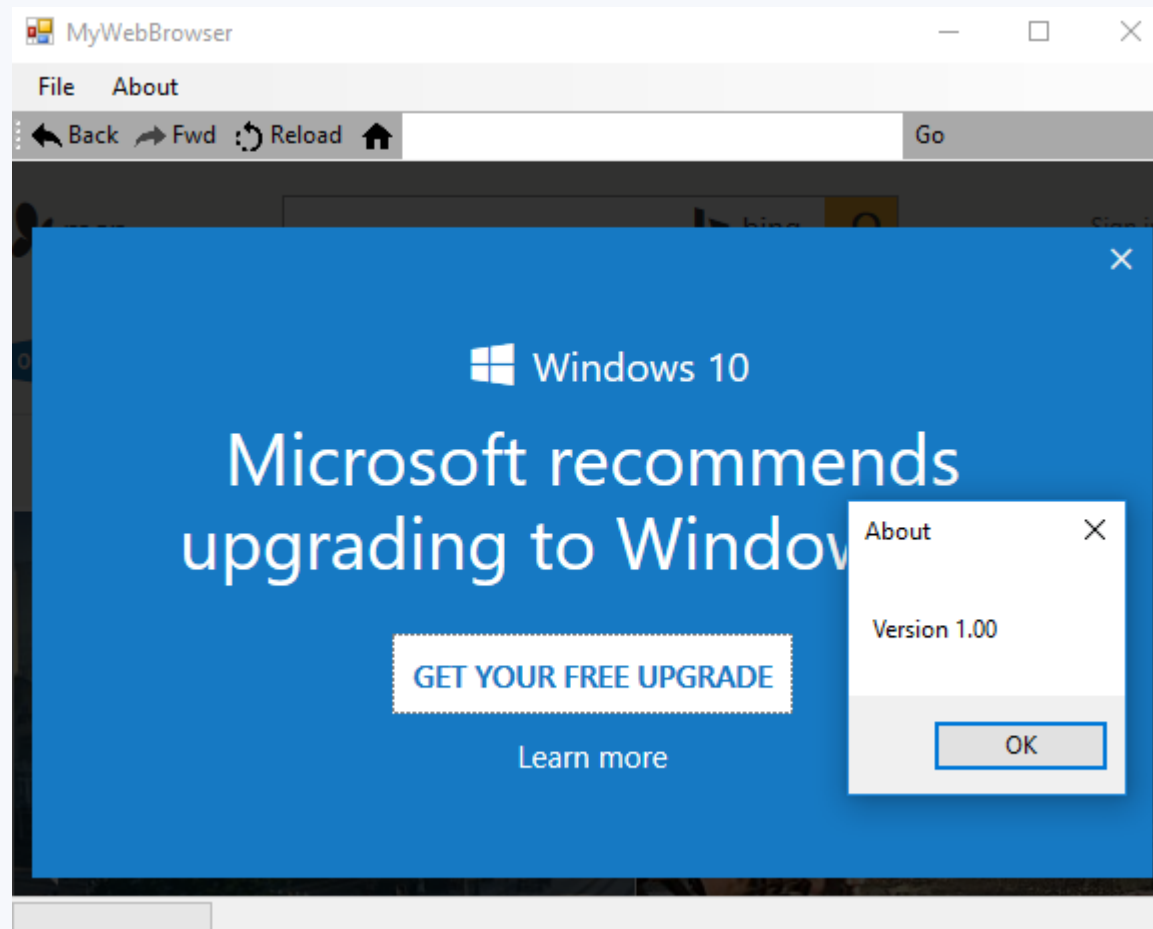 MyWebBrowser
File About
Back Fwd Reload Go
bing
Windows 10
Microsoft recommends
upgrading to Window
GET YOUR FREE UPGRADE
Learn more
About
Version 1.00
OK